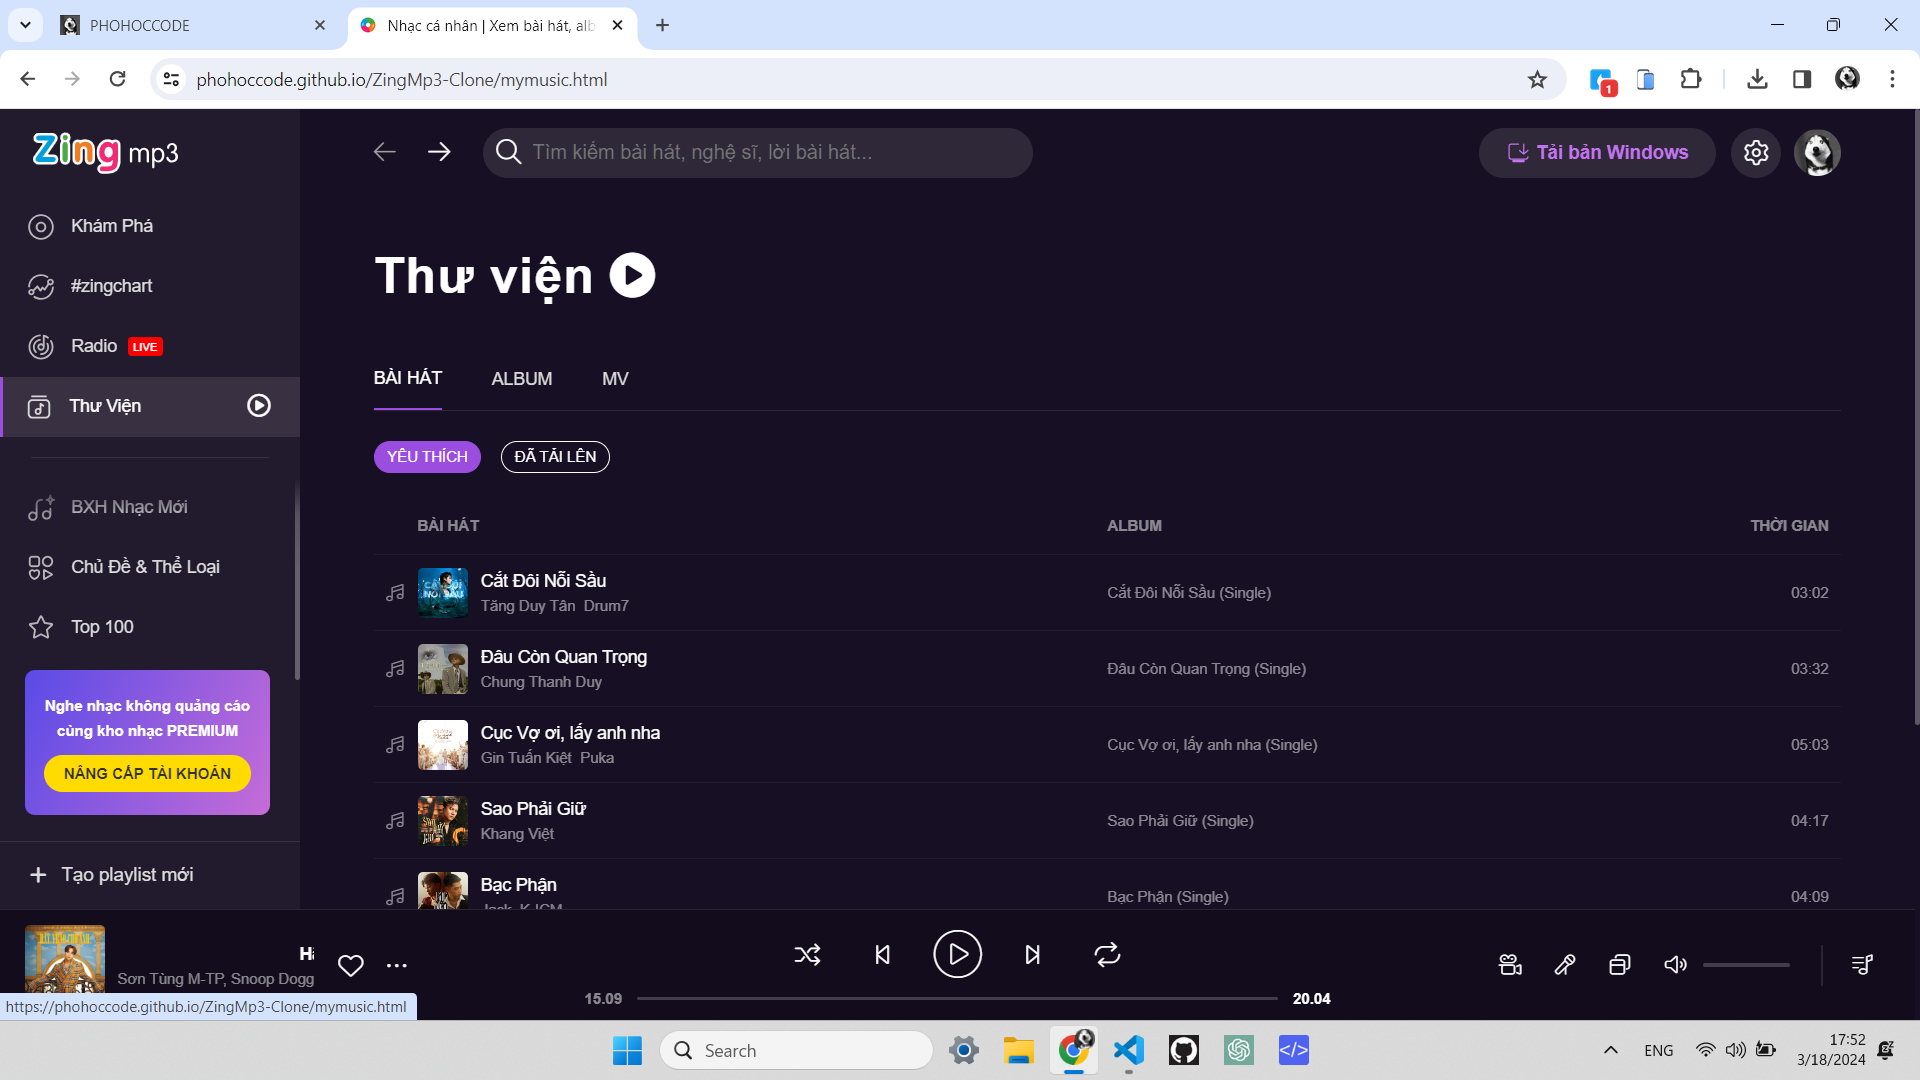 PHOHOCCODE
Nhạc cá nhân | Xem bài hát, alb
phohoccode.github.io/ZingMp3-Clone/mymusic.html
1
Zing mp3
Tìm kiếm bài hát, nghệ sĩ, lời bài hát...
Tải bản Windows
Khám Phá
#zingchart
Radio LIVE
Thư Viện
BXH Nhạc Mới
Chủ Đề & Thể Loại
Top 100
Nghe nhạc không quảng cáo
cùng kho nhạc PREMIUM
NÂNG CẤP TÀI KHOẢN
Tạo playlist mới
Thư viện
BÀI HÁT ALBUM MV
YÊU THÍCH ĐÃ TẢI LÊN
BÀI HÁT ALBUM THỜI GIAN
Cắt Đôi Nỗi Sầu
Tăng Duy Tân Drum7
Cắt Đôi Nỗi Sầu (Single)
03:02
Đâu Còn Quan Trọng
Chung Thanh Duy
Đâu Còn Quan Trọng (Single)
03:32
Cục Vợ ơi, lấy anh nha
Gin Tuấn Kiệt Puka
Cục Vợ ơi, lấy anh nha (Single)
05:03
Sao Phải Giữ
Khang Việt
Sao Phải Giữ (Single)
04:17
Bạc Phận
Jack K-ICM
Bạc Phận (Single)
04:09
Sơn Tùng M-TP, Snoop Dogg
15.09
20.04
https://phohoccode.github.io/ZingMp3-Clone/mymusic.html
Search
ENG
17:52
3/18/2024